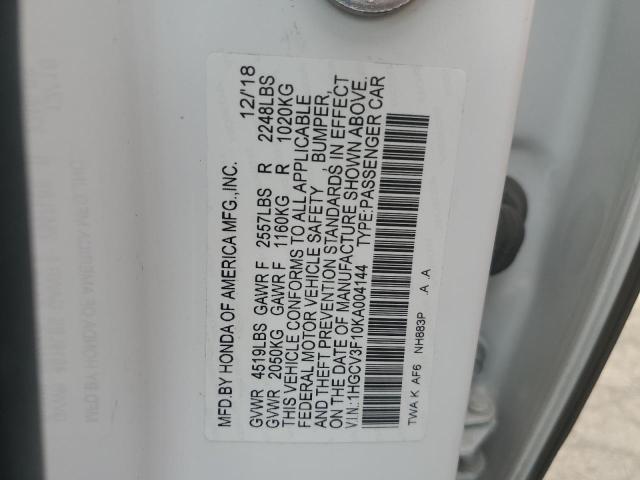 MFD.BY HONDA OF AMERICA MFG.,INC. 12/'18
GVWR 4519LBS GAWR F 2557LBS R 2248LBS
GVWR 2050KG GAWR F 1160KG R 1020KG
THIS VEHICLE CONFORMS TO ALL APPLICABLE
FEDERAL MOTOR VEHICLE SAFETY, BUMPER,
AND THEFT PREVENTION STANDARDS IN EFFECT
ON THE DATE OF MANUFACTURE SHOWN ABOVE.
V.I.N.:1HGCV3F10KA004144 TYPE:PASSENGER CAR
TWA K AF6 NH883P .A .A